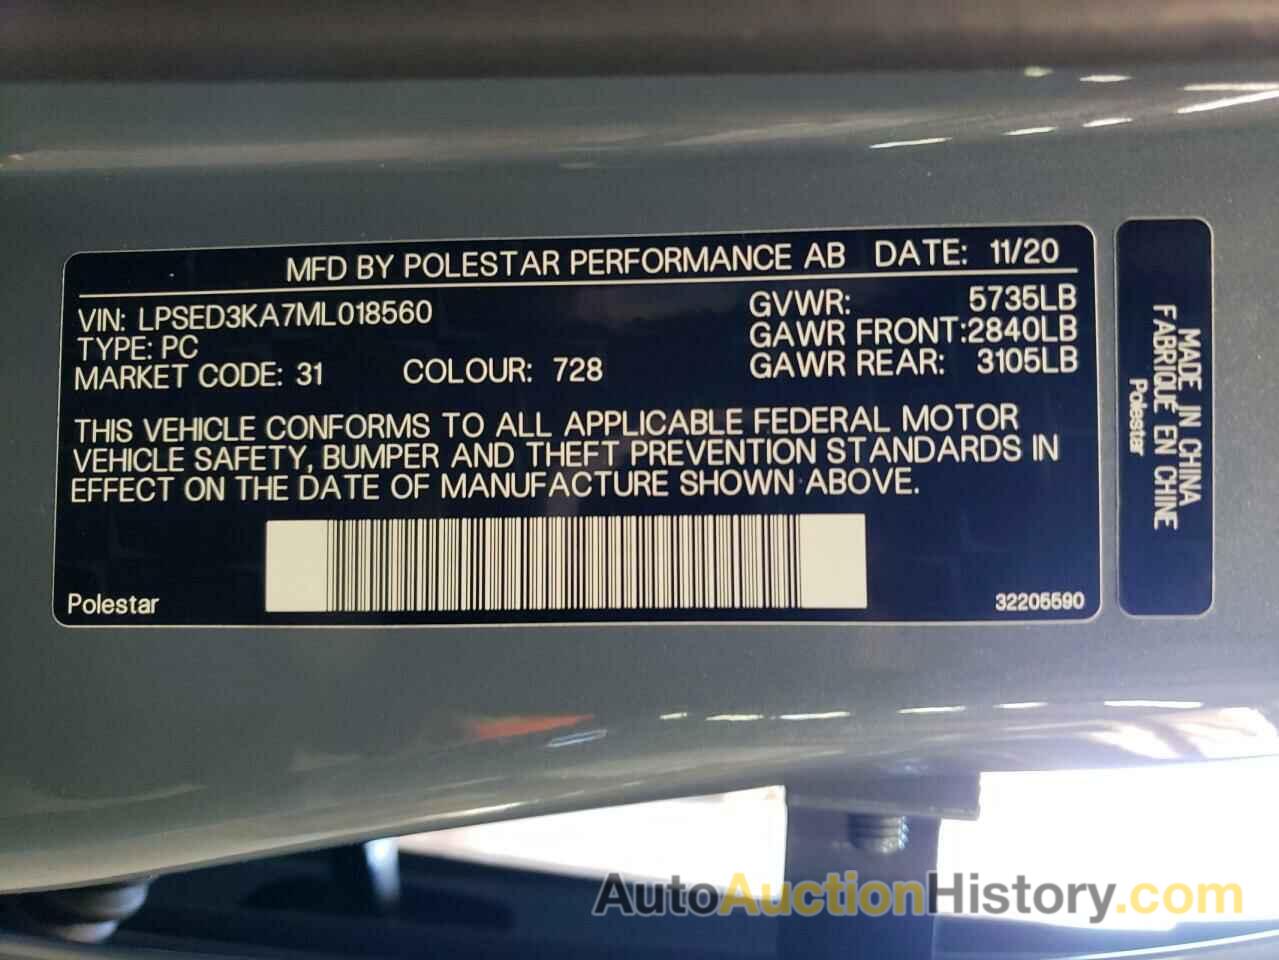 MFD BY POLESTAR PERFORMANCE AB DATE: 11/20
VIN: LPSED3KA7ML018560 GVWR: 5735LB
TYPE: PC GAWR FRONT:2840LB
MARKET CODE: 31 COLOUR: 728 GAWR REAR: 3105LB
THIS VEHICLE CONFORMS TO ALL APPLICABLE FEDERAL MOTOR
VEHICLE SAFETY, BUMPER AND THEFT PREVENTION STANDARDS IN
EFFECT ON THE DATE OF MANUFACTURE SHOWN ABOVE.
Polestar 32205590
MADE IN CHINA
FABRIQUÉ EN CHINE
Polestar
AutoAuctionHistory.com